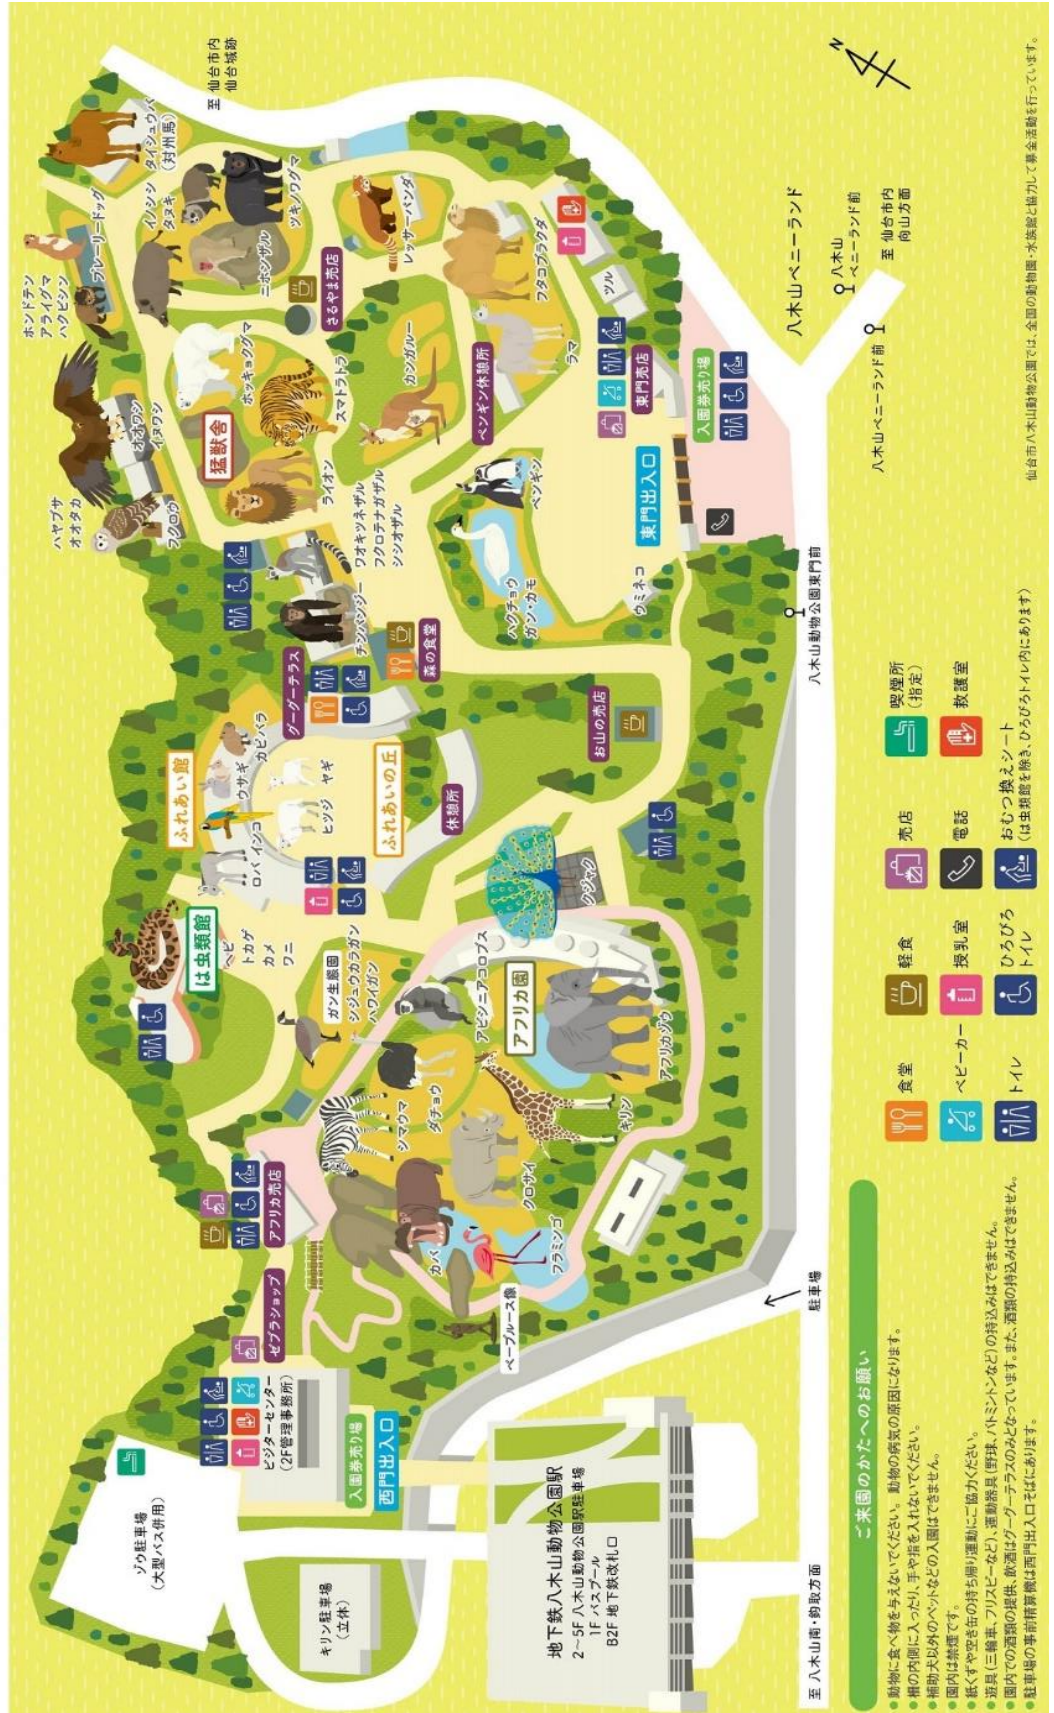 至 仙台市内
仙台城跡
タイシュウバ
(対州馬)
プレーリードッグ
イノシシ
タヌキ
ツキノワグマ
ニホンザル
さるやま売店
レッサーパンダ
フタコブラクダ
ツル
ラマ
ホンドテン
アライグマ
ハクビシン
オオワシ
イヌワシ
ハヤブサ
オオタカ
フクロウ
猛獣舎
ホッキョクグマ
スマトラトラ
ライオン
カンガルー
ペンギン休憩所
東門売店
入園券売り場
東門出入口
ペンギン
ハクチョウ
ガン・カモ
ウミネコ
ワオキツネザル
フクロテナガザル
シシオザル
チンパンジー
森の食堂
グーグーテラス
お山の売店
ふれあい館
カピバラ
ウサギ
インコ
ロバ
ヤギ
ヒツジ
ふれあいの丘
休憩所
は虫類館
ヘビ
トカゲ
カメ
ワニ
ガン生態園
シジュウカラガン
ハワイガン
クジャク
アビシニアコロブス
アフリカ園
アフリカゾウ
ダチョウ
シマウマ
キリン
クロサイ
カバ
フラミンゴ
アフリカ売店
ゼブラショップ
ベーブルース像
ビジターセンター
(2F管理事務所)
入園券売り場
西門出入口
ゾウ駐車場
(大型バス併用)
キリン駐車場
(立体)
地下鉄八木山動物公園駅
2〜5F 八木山動物公園駅駐車場
1F バスプール
B2F 地下鉄改札口
至 八木山南・鈎取方面
駐車場
八木山動物公園東門前
八木山ベニーランド
八木山
ベニーランド前
至 仙台市内
向山方面
八木山ベニーランド前
N
食堂
軽食
売店
喫煙所
(指定)
ベビーカー
授乳室
電話
救護室
トイレ
ひろびろ
トイレ
おむつ換えシート
(は虫類館を除き、ひろびろトイレ内にあります)
ご来園のかたへのお願い
●動物に食べ物を与えないでください。動物の病気の原因になります。
●柵の内側に入ったり、手や指を入れないでください。
●補助犬以外のペットなどの入園はできません。
●園内は禁煙です。
●紙くずや空き缶の持ち帰り運動にご協力ください。
●遊具(三輪車、フリスビーなど)、運動器具(野球、バトミントンなど)の持込みはできません。
●園内での酒類の提供、飲酒はグーグーテラスのみとなっています。また、酒類の持込みはできません。
●駐車場の事前精算機は西門出入口そばにあります。
仙台市八木山動物公園では、全国の動物園・水族館と協力して募金活動を行っています。